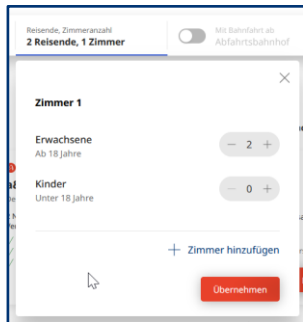 Reisende, Zimmeranzahl
2 Reisende, 1 Zimmer
Mit Bahnfahrt ab
Abfahrtsbahnhof
Zimmer 1
Erwachsene
Ab 18 Jahre
− 2 +
Kinder
Unter 18 Jahre
− 0 +
+ Zimmer hinzufügen
Übernehmen